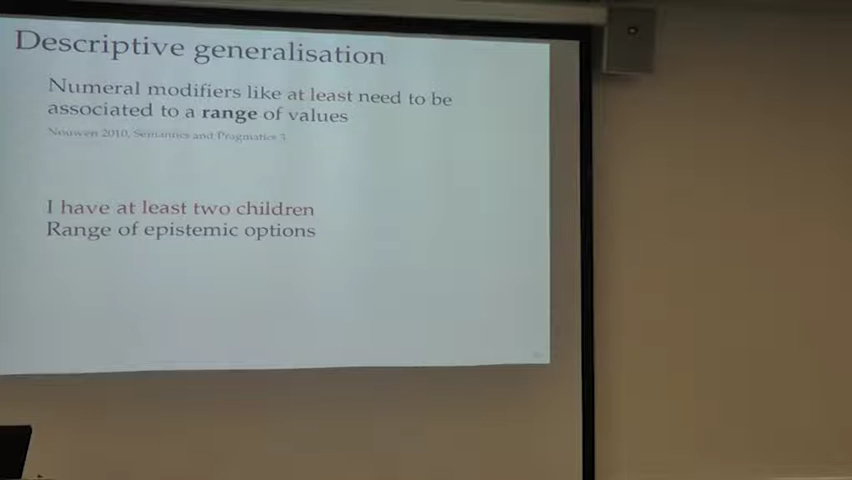 Descriptive generalisation
Numeral modifiers like at least need to be
associated to a range of values
Nouwen 2010, Semantics and Pragmatics 3
I have at least two children
Range of epistemic options